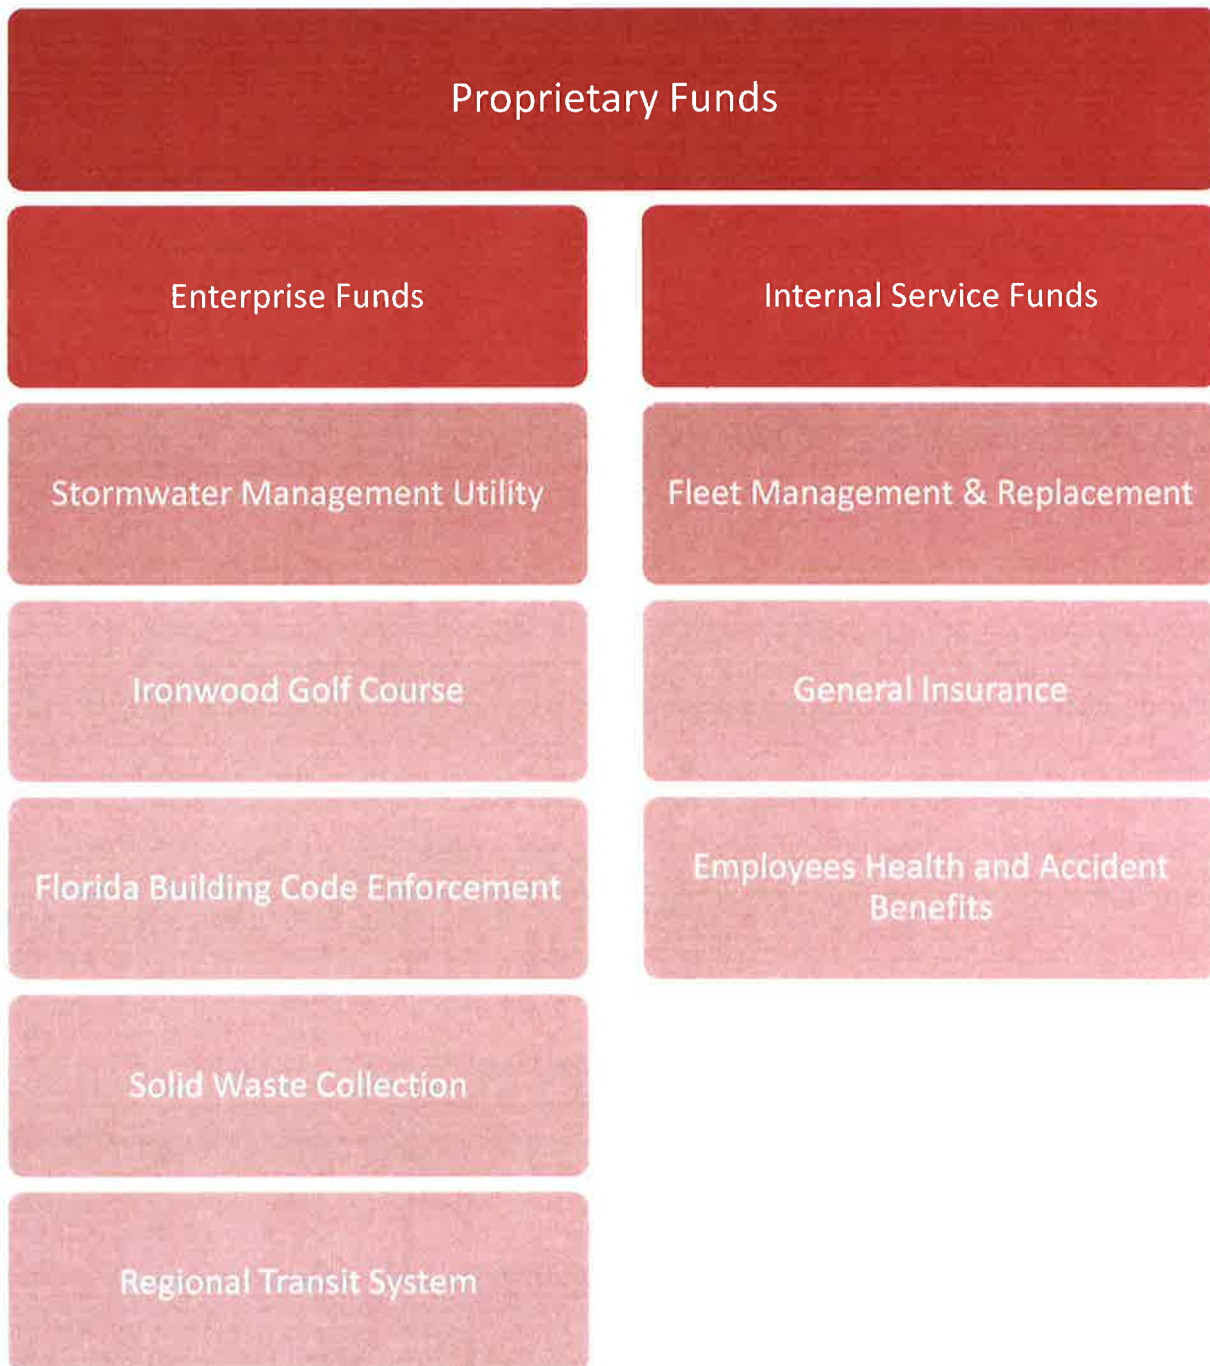 Proprietary Funds
Enterprise Funds
Internal Service Funds
Stormwater Management Utility
Fleet Management & Replacement
Ironwood Golf Course
General Insurance
Florida Building Code Enforcement
Employees Health and Accident
Benefits
Solid Waste Collection
Regional Transit System